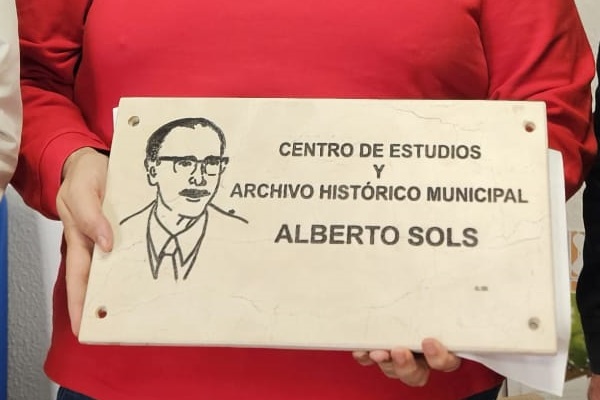 CENTRO DE ESTUDIOS
Y
ARCHIVO HISTÓRICO MUNICIPAL
ALBERTO SOLS